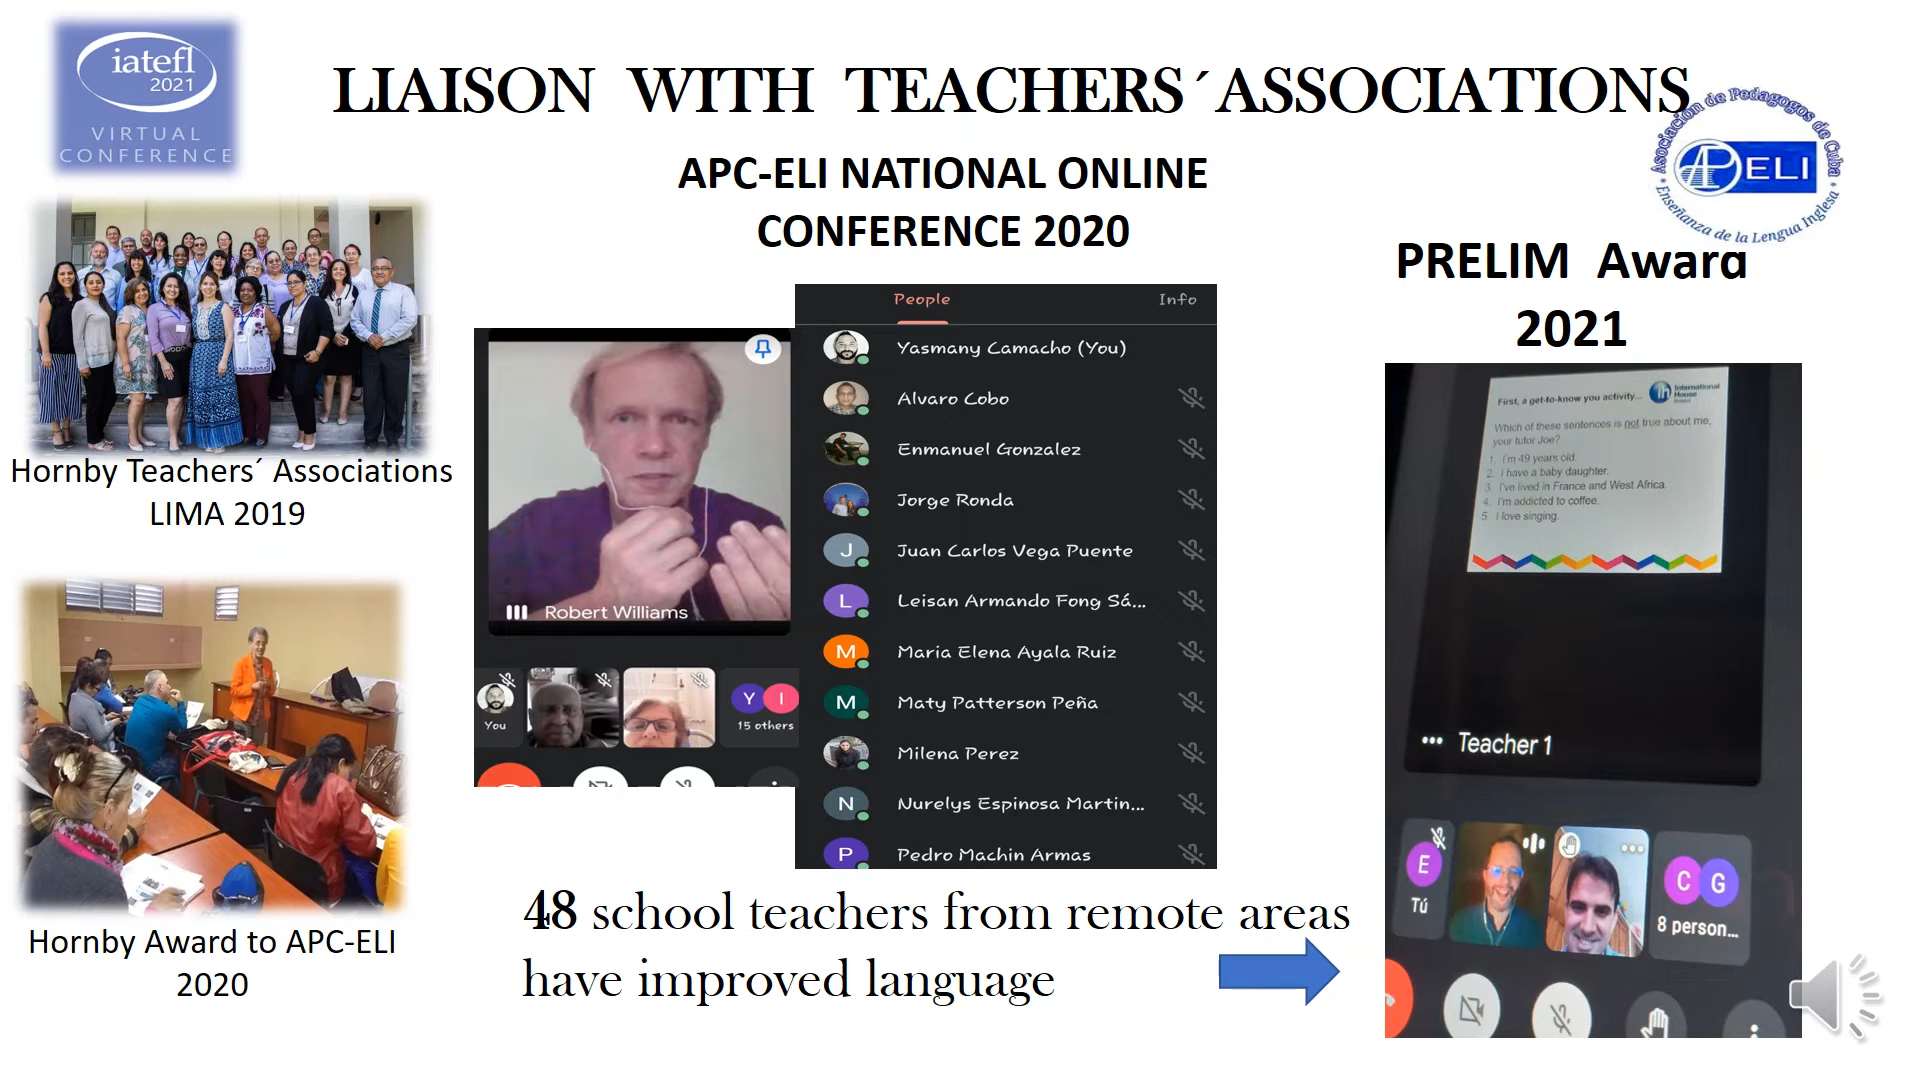 iatefl
2021
VIRTUAL
CONFERENCE
LIAISON WITH TEACHERS´ASSOCIATIONS
Asociación de Pedagogos de Cuba
APC ELI
* Enseñanza de la Lengua Inglesa *
APC-ELI NATIONAL ONLINE
CONFERENCE 2020
PRELIM Award
2021
Hornby Teachers´ Associations
LIMA 2019
Hornby Award to APC-ELI
2020
Robert Williams
You
Y I
15 others
People
Info
Yasmany Camacho (You)
Alvaro Cobo
Enmanuel Gonzalez
Jorge Ronda
J Juan Carlos Vega Puente
L Leisan Armando Fong Sá...
M Maria Elena Ayala Ruiz
M Maty Patterson Peña
Milena Perez
N Nurelys Espinosa Martin...
P Pedro Machin Armas
48 school teachers from remote areas
have improved language
First, a get-to-know you activity...
ih International
House
Bristol
Which of these sentences is not true about me,
your tutor Joe?
1. I'm 49 years old.
2. I have a baby daughter.
3. I've lived in France and West Africa.
4. I'm addicted to coffee.
5. I love singing.
Teacher 1
E
Tú
C G
8 person...